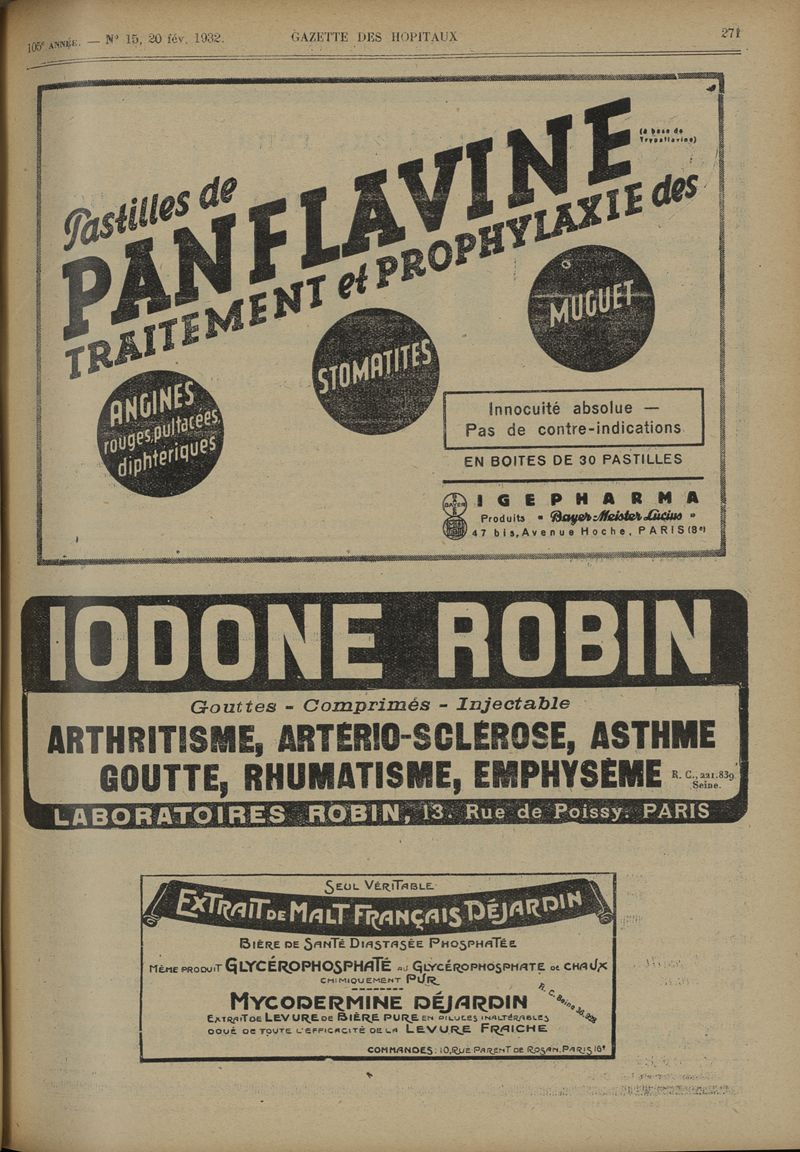 105e ANNÉE. — N° 15, 20 fév. 1932. GAZETTE DES HOPITAUX 271
Pastilles de
PANFLAVINE
(à base de
Trypaflavine)
TRAITEMENT et PROPHYLAXIE des
ANGINES
rouges, pultacées,
diphtériques
STOMATITES
MUGUET
Innocuité absolue —
Pas de contre-indications
EN BOITES DE 30 PASTILLES
BAYER
IGEPHARMA
Produits "Bayer-Meister Lucius"
47 bis, Avenue Hoche, PARIS (8e)
IODONE ROBIN
Gouttes - Comprimés - Injectable
ARTHRITISME, ARTÉRIO-SCLÉROSE, ASTHME
GOUTTE, RHUMATISME, EMPHYSÈME
R. C., 221.839
Seine.
LABORATOIRES ROBIN, 13. Rue de Poissy. PARIS
SEUL VÉRITABLE
EXTRAIT DE MALT FRANÇAIS DÉJARDIN
BIÈRE DE SANTÉ DIASTASÉE PHOSPHATÉE
MÊME PRODUIT GLYCÉROPHOSPHATÉ AU GLYCÉROPHOSPHATE DE CHAUX
CHIMIQUEMENT PUR
MYCODERMINE DÉJARDIN
R. C. Seine
EXTRAIT DE LEVURE DE BIÈRE PURE EN PILULES INALTÉRABLES
DOUÉ DE TOUTE L'EFFICACITÉ DE LA LEVURE FRAICHE
COMMANDES : 10, RUE PARENT DE ROSAN. PARIS 16e